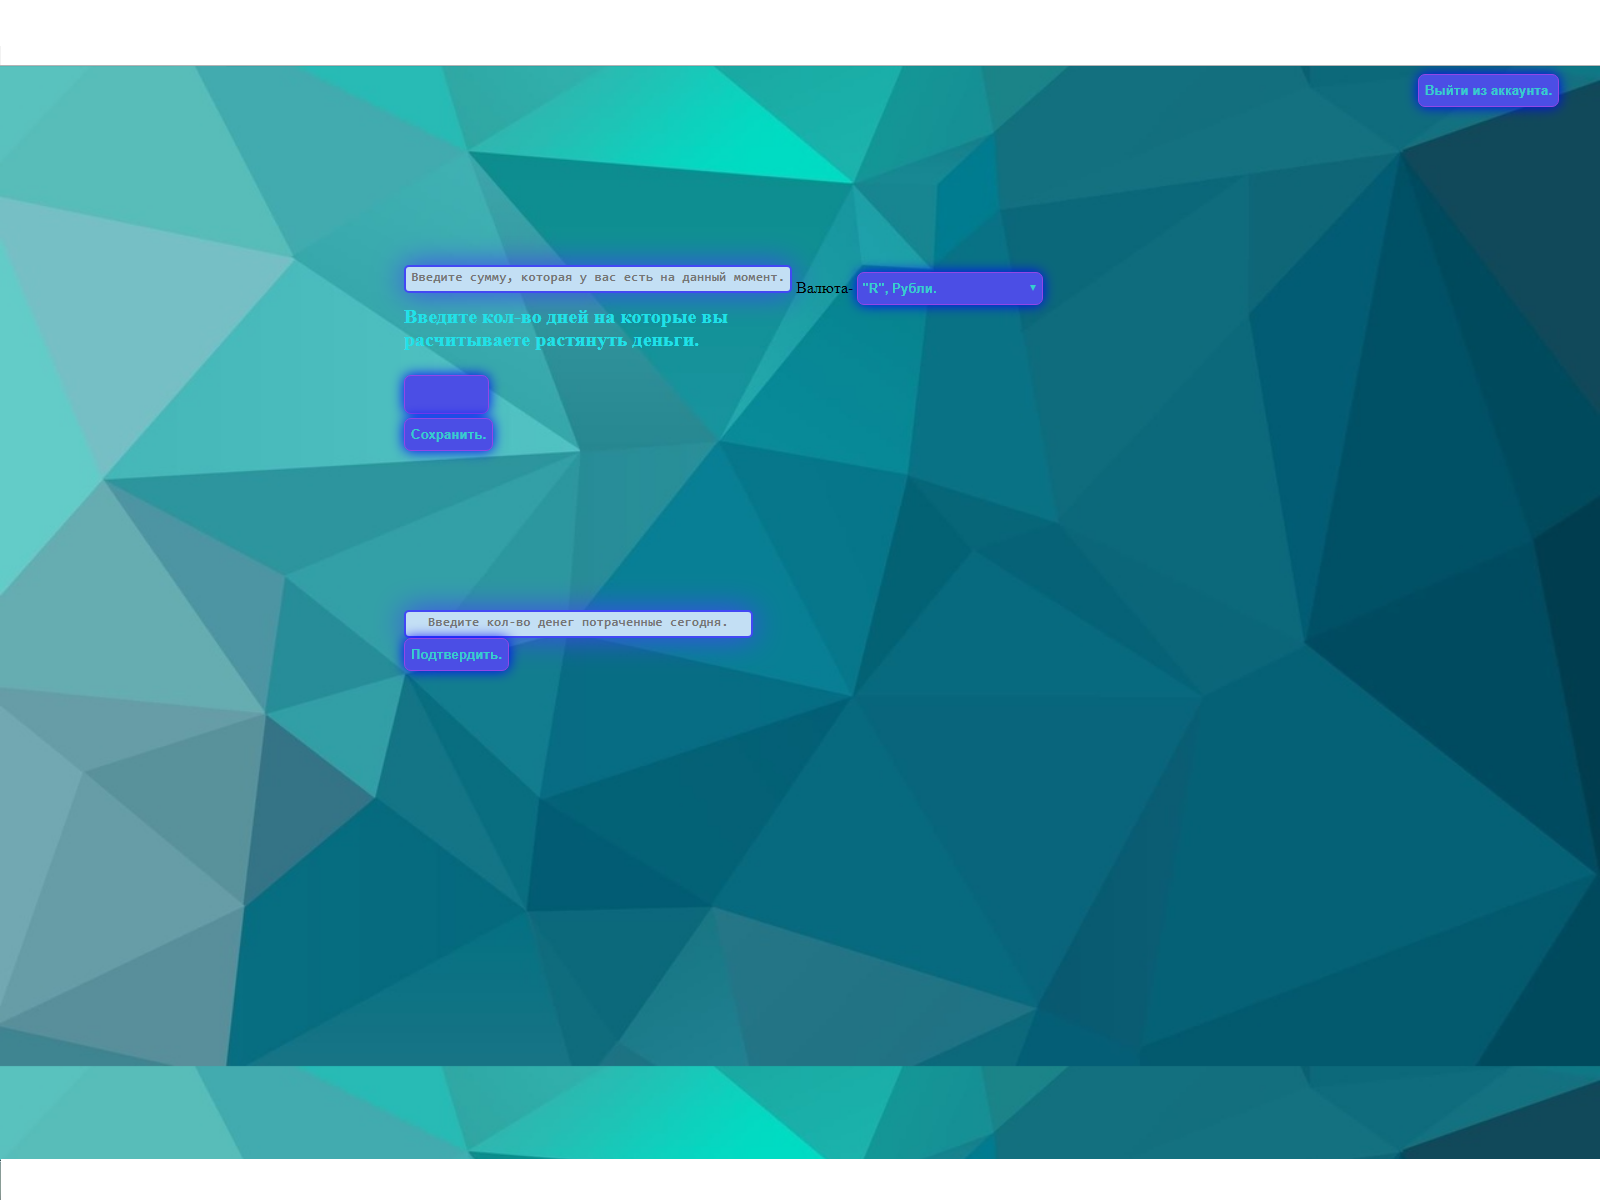 Выйти из аккаунта.
Введите сумму, которая у вас есть на данный момент. Валюта- "R", Рубли.
Введите кол-во дней на которые вы
расчитываете растянуть деньги.
Сохранить.
Введите кол-во денег потраченные сегодня.
Подтвердить.